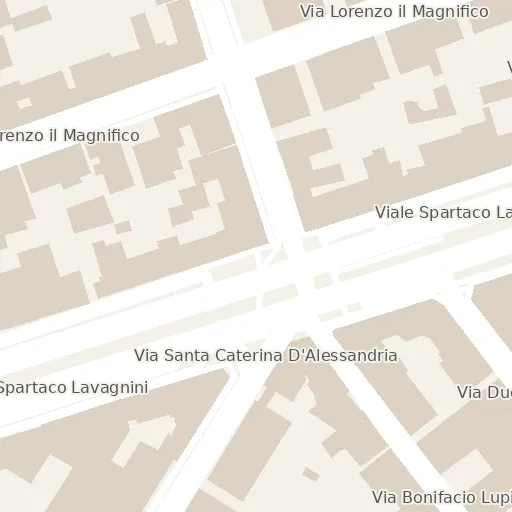 Via Lorenzo il Magnifico
V
renzo il Magnifico
Viale Spartaco La
Via Santa Caterina D'Alessandria
Spartaco Lavagnini
Via Du
Via Bonifacio Lupi